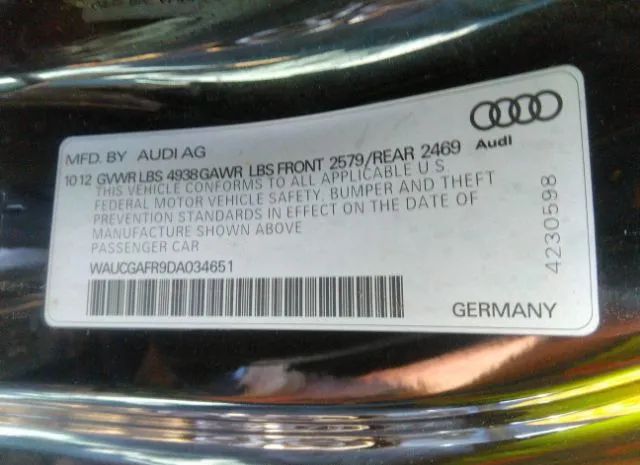 MFD. BY AUDI AG
Audi
10 12 GVWR LBS 4938 GAWR LBS FRONT 2579/REAR 2469
THIS VEHICLE CONFORMS TO ALL APPLICABLE U S
FEDERAL MOTOR VEHICLE SAFETY, BUMPER AND THEFT
PREVENTION STANDARDS IN EFFECT ON THE DATE OF
MANUFACTURE SHOWN ABOVE
PASSENGER CAR
WAUCGAFR9DA034651
4230598
GERMANY